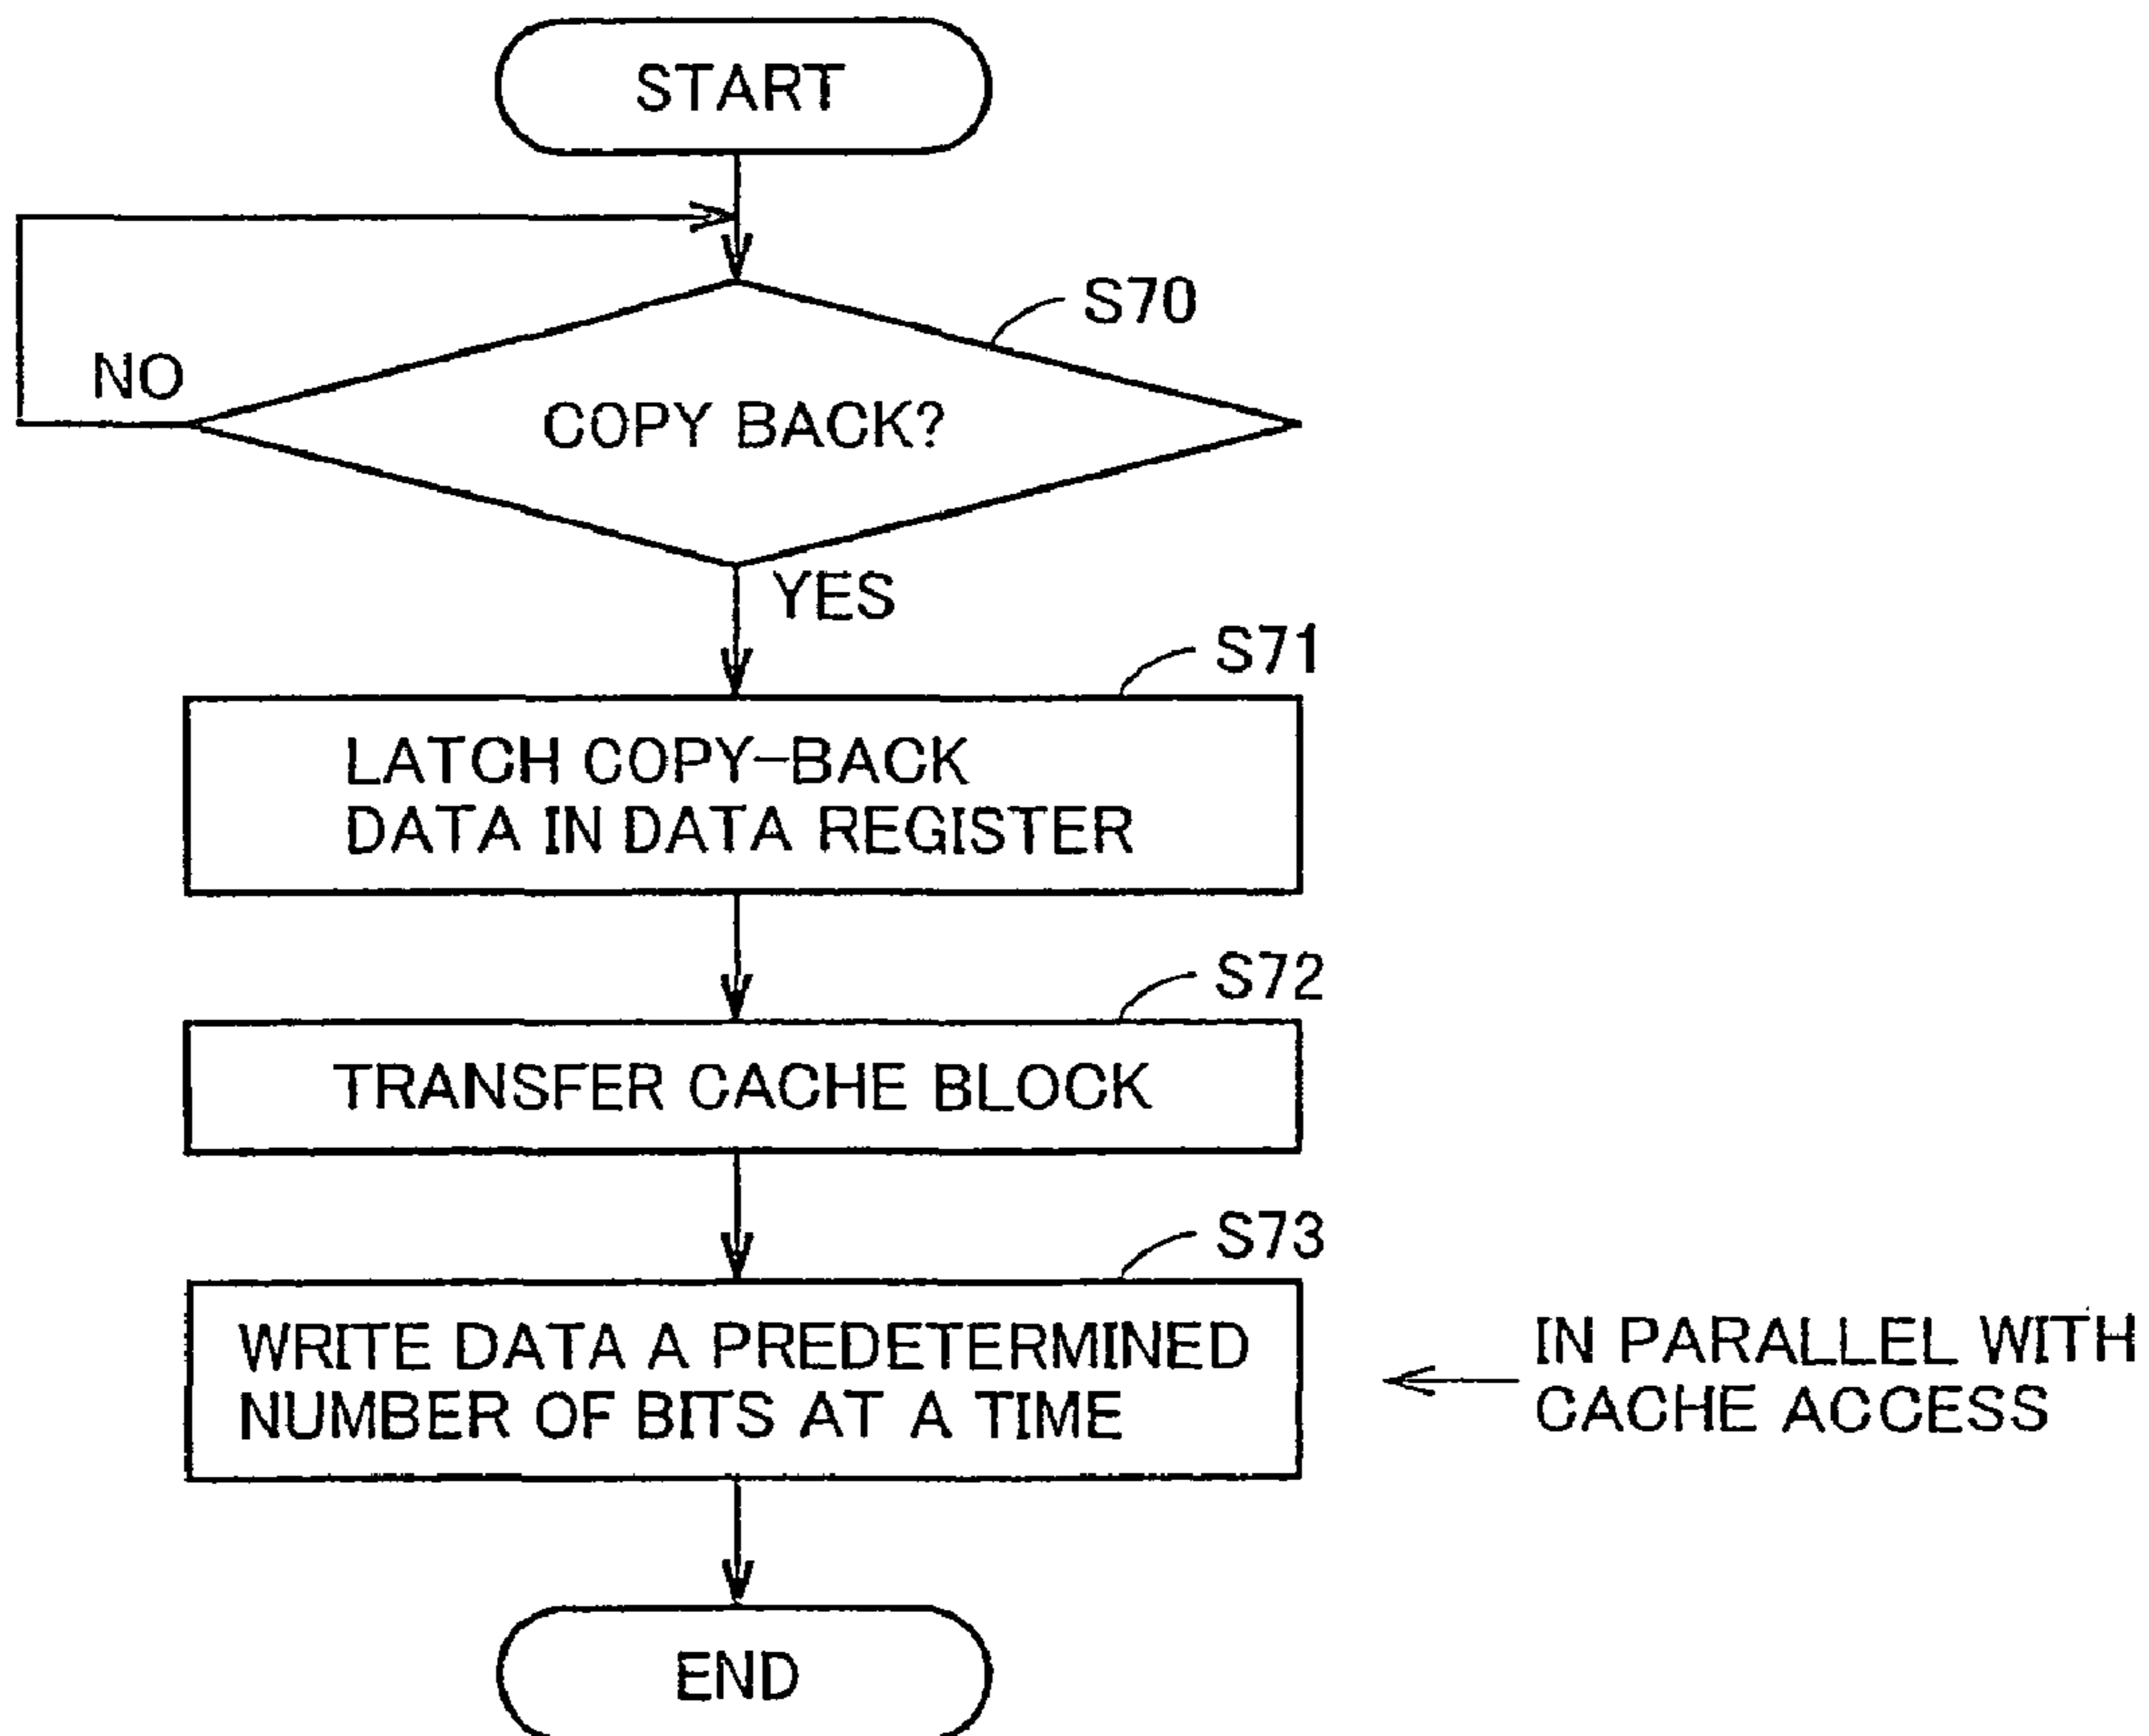 START
S70
NO
COPY BACK?
YES
S71
LATCH COPY-BACK
DATA IN DATA REGISTER
S72
TRANSFER CACHE BLOCK
S73
WRITE DATA A PREDETERMINED
NUMBER OF BITS AT A TIME
IN PARALLEL WITH
CACHE ACCESS
END